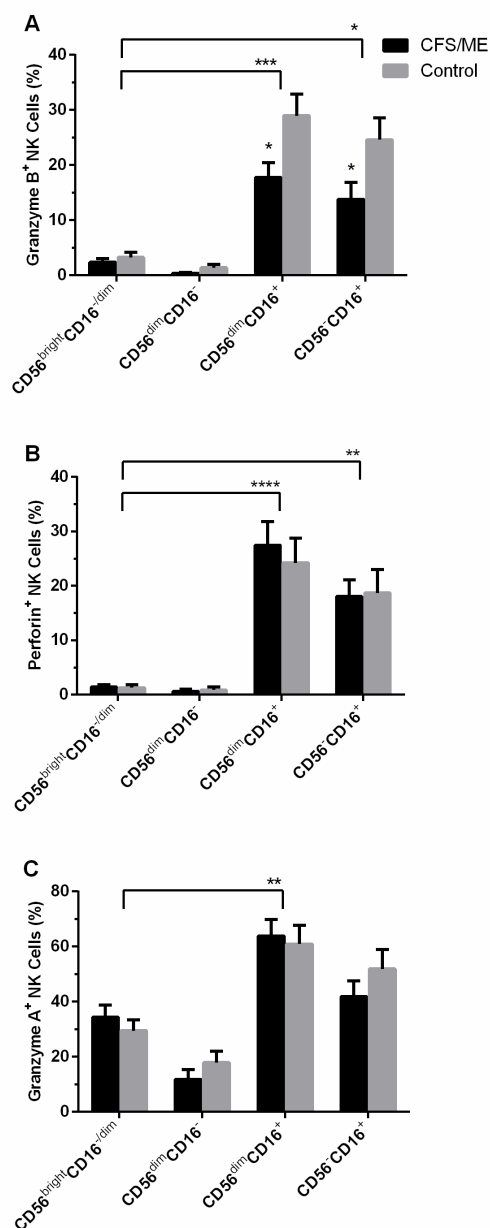 A
*
CFS/ME
Control
***
40
30
20
10
0
Granzyme B⁺ NK Cells (%)
*
*
CD56ᵇʳⁱᵍʰᵗCD16⁻/ᵈⁱᵐ
CD56ᵈⁱᵐCD16⁻
CD56ᵈⁱᵐCD16⁺
CD56⁻CD16⁺
B
**
****
40
30
20
10
0
Perforin⁺ NK Cells (%)
CD56ᵇʳⁱᵍʰᵗCD16⁻/ᵈⁱᵐ
CD56ᵈⁱᵐCD16⁻
CD56ᵈⁱᵐCD16⁺
CD56⁻CD16⁺
C
**
80
60
40
20
0
Granzyme A⁺ NK Cells (%)
CD56ᵇʳⁱᵍʰᵗCD16⁻/ᵈⁱᵐ
CD56ᵈⁱᵐCD16⁻
CD56ᵈⁱᵐCD16⁺
CD56⁻CD16⁺